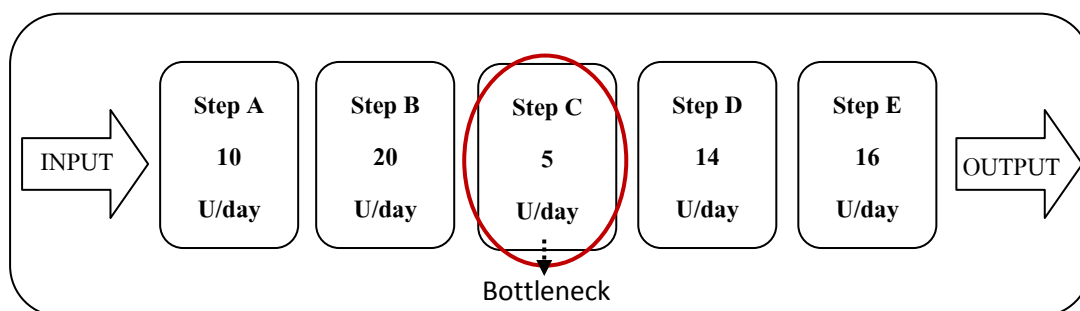 INPUT
Step A
10
U/day
Step B
20
U/day
Step C
5
U/day
Step D
14
U/day
Step E
16
U/day
OUTPUT
Bottleneck